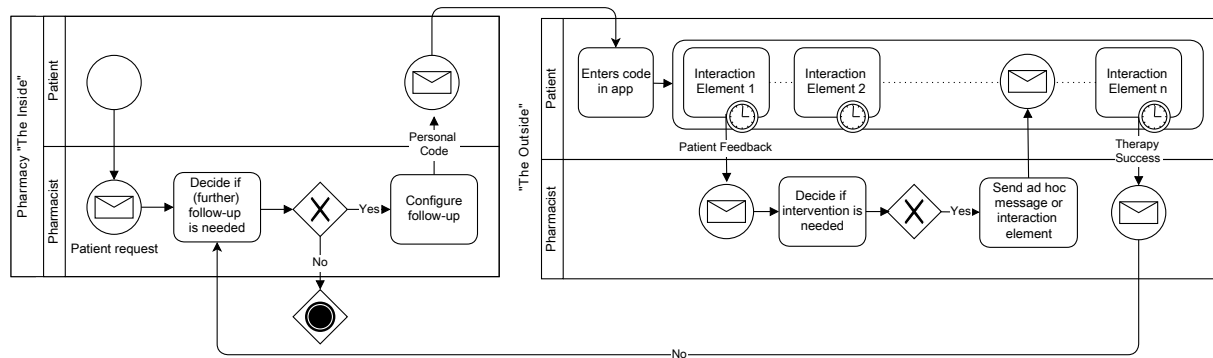 Pharmacy "The Inside"
Patient
Pharmacist
Patient request
Decide if
(further)
follow-up
is needed
Yes
No
Configure
follow-up
Personal
Code
"The Outside"
Patient
Pharmacist
Enters code
in app
Interaction
Element 1
Interaction
Element 2
Interaction
Element n
Patient Feedback
Therapy
Success
Decide if
intervention is
needed
Yes
Send ad hoc
message or
interaction
element
No